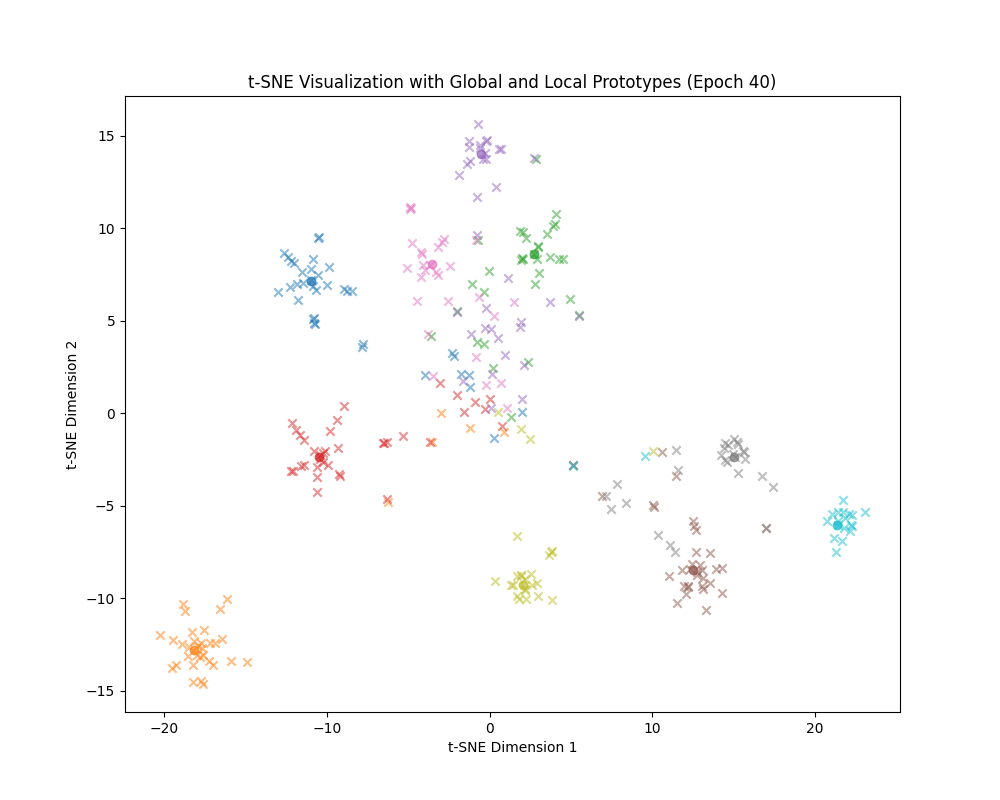 t-SNE Visualization with Global and Local Prototypes (Epoch 40)
15
10
5
0
−5
−10
−15
t-SNE Dimension 2
−20 −10 0 10 20
t-SNE Dimension 1